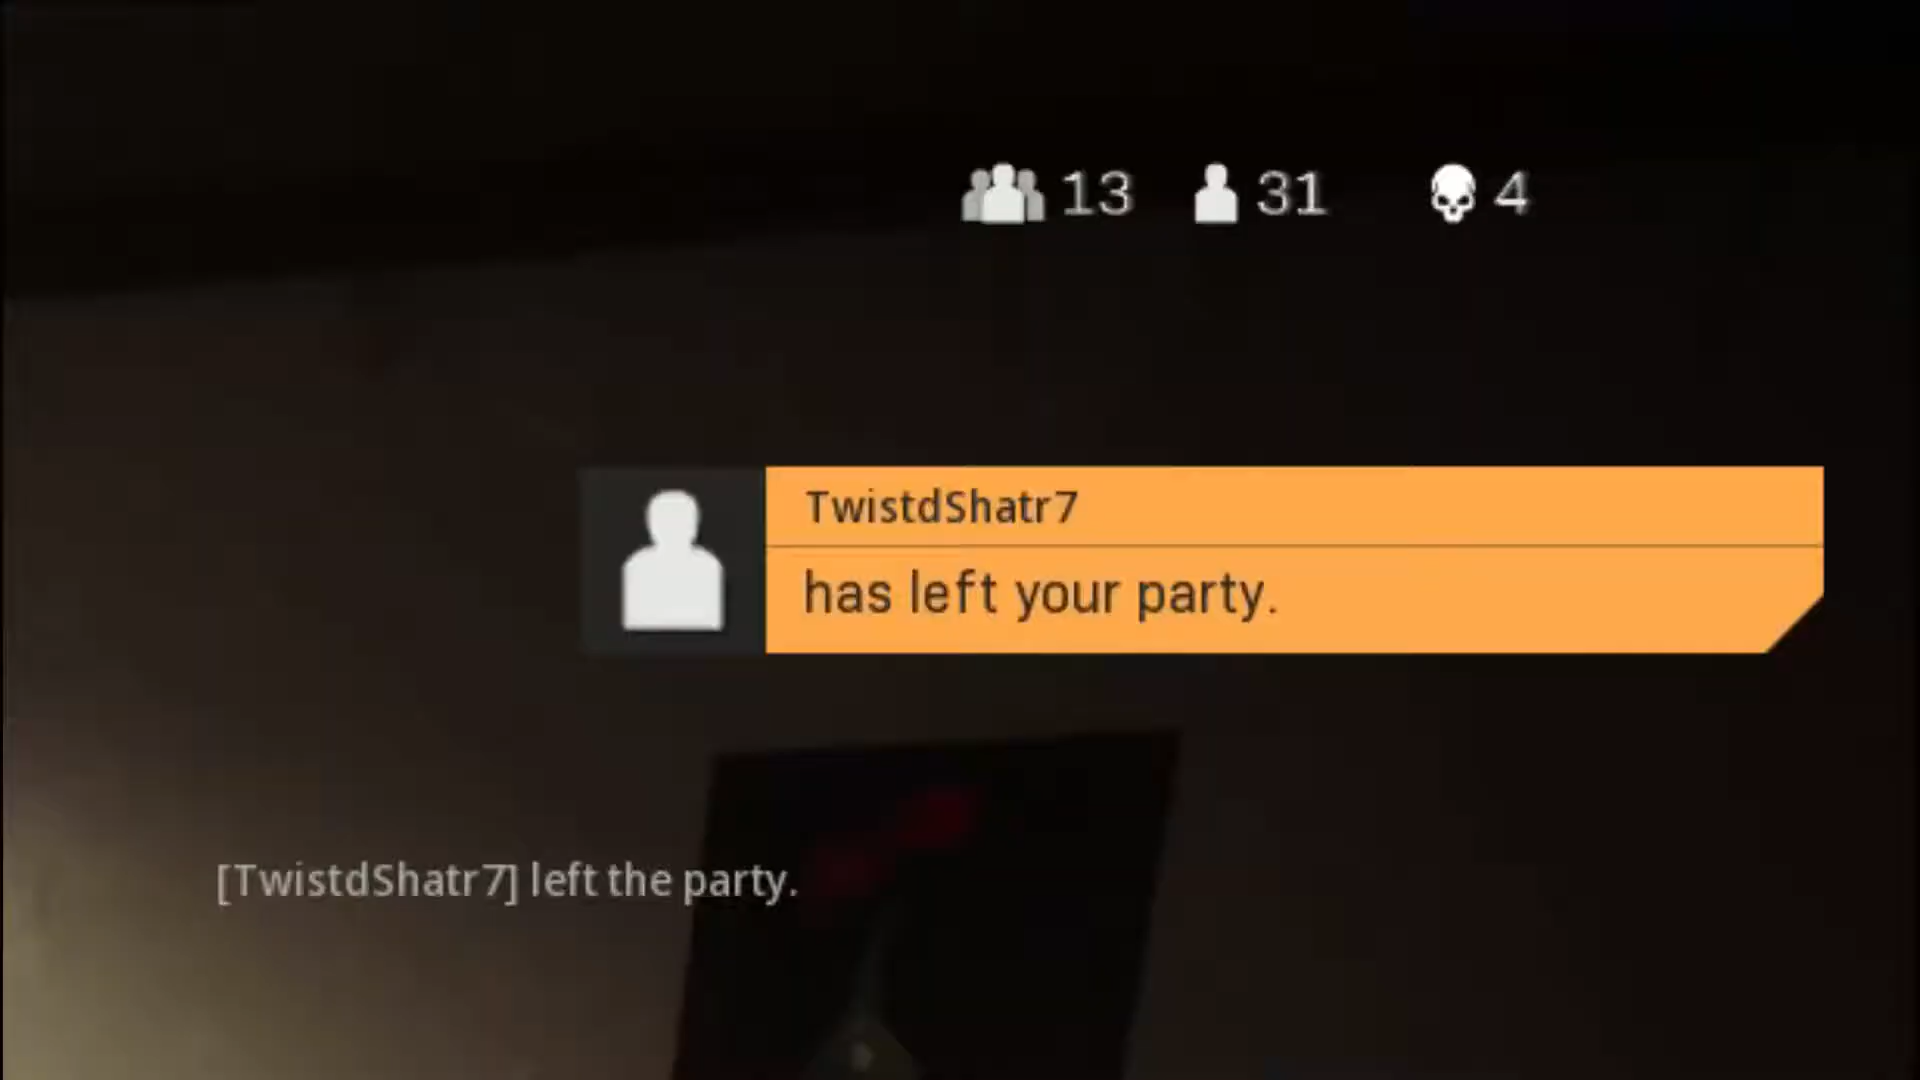 13 31 4
TwistdShatr7
has left your party.
[TwistdShatr7] left the party.